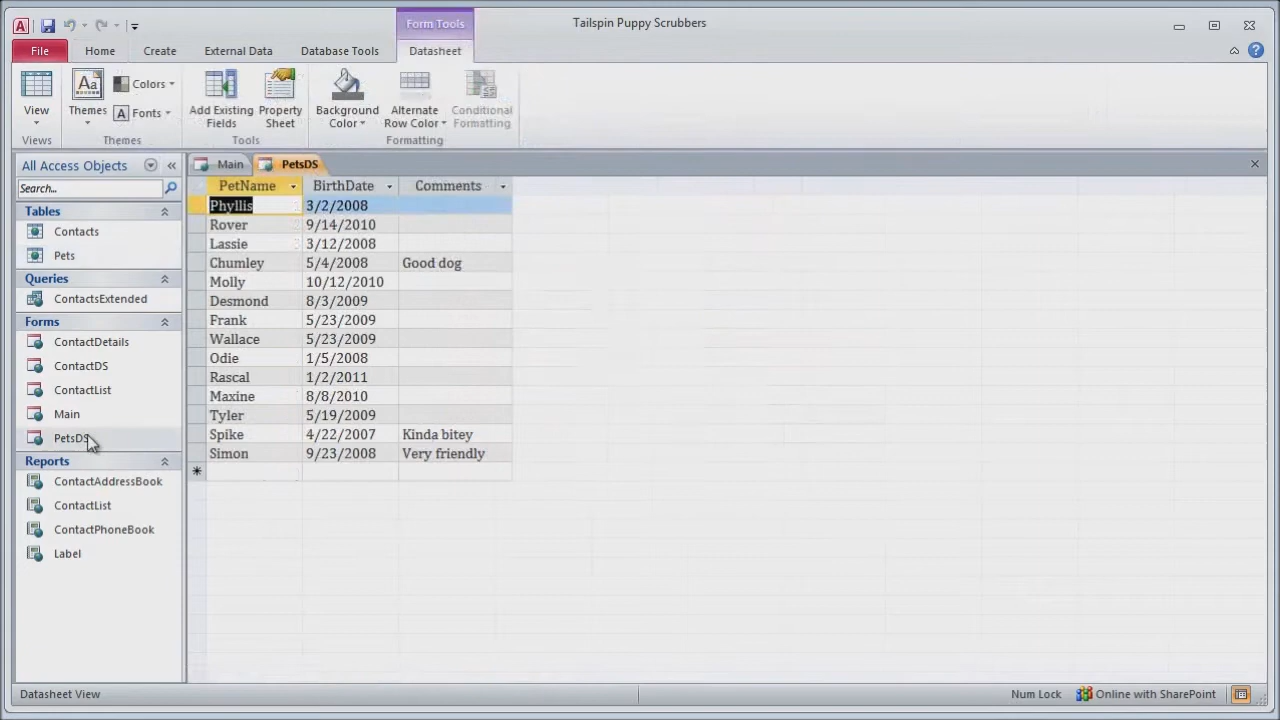 Form Tools
Tailspin Puppy Scrubbers
File Home Create External Data Database Tools Datasheet
View
Themes
Colors
Fonts
Add Existing Fields
Property Sheet
Background Color
Alternate Row Color
Conditional Formatting
Views Themes Tools Formatting
All Access Objects
Search...
Tables
Contacts
Pets
Queries
ContactsExtended
Forms
ContactDetails
ContactDS
ContactList
Main
PetsDS
Reports
ContactAddressBook
ContactList
ContactPhoneBook
Label
Main PetsDS
PetName BirthDate Comments
Phyllis 3/2/2008
Rover 9/14/2010
Lassie 3/12/2008
Chumley 5/4/2008 Good dog
Molly 10/12/2010
Desmond 8/3/2009
Frank 5/23/2009
Wallace 5/23/2009
Odie 1/5/2008
Rascal 1/2/2011
Maxine 8/8/2010
Tyler 5/19/2009
Spike 4/22/2007 Kinda bitey
Simon 9/23/2008 Very friendly
Datasheet View Num Lock Online with SharePoint